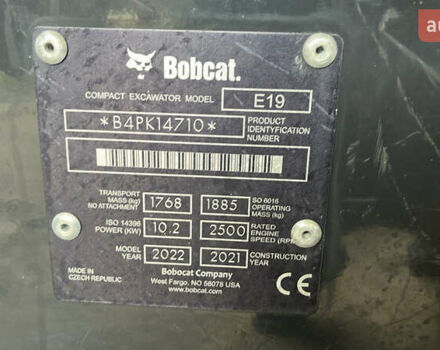 Bobcat.
COMPACT EXCAVATOR MODEL E19
*B4PK14710* PRODUCT IDENTIFICATION NUMBER
TRANSPORT MASS (kg) NO ATTACHMENT 1768 1885 ISO 6016 OPERATING MASS (kg)
ISO 14396 POWER (KW) 10.2 2500 RATED ENGINE SPEED (RPM)
MODEL YEAR 2022 2021 CONSTRUCTION YEAR
MADE IN CZECH REPUBLIC
Bobcat Company
West Fargo, ND 58078 USA
www.bobcat.com
CE